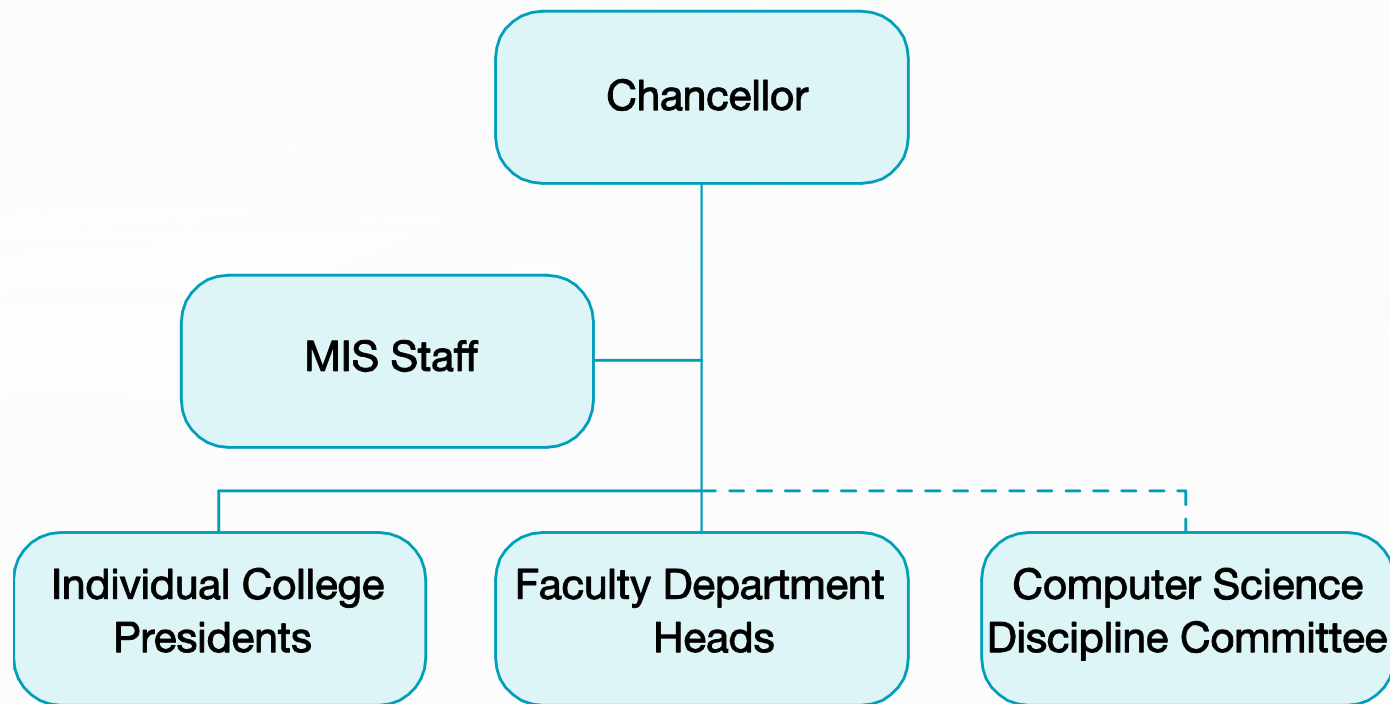 Chancellor
MIS Staff
Individual College
Presidents
Faculty Department
Heads
Computer Science
Discipline Committee